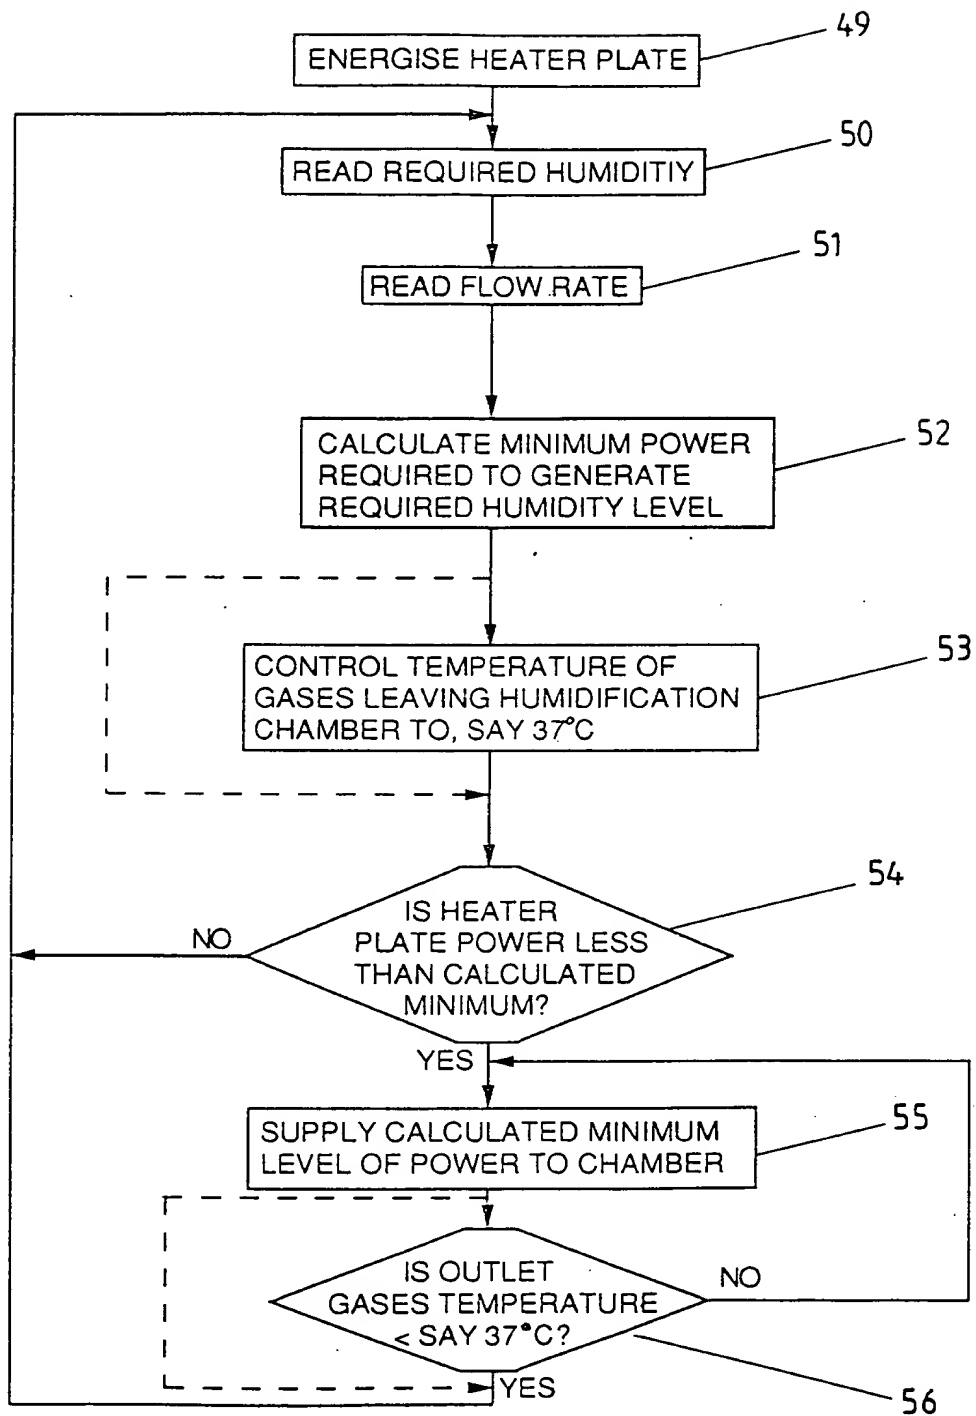 49
ENERGISE HEATER PLATE
50
READ REQUIRED HUMIDITIY
51
READ FLOW RATE
52
CALCULATE MINIMUM POWER
REQUIRED TO GENERATE
REQUIRED HUMIDITY LEVEL
53
CONTROL TEMPERATURE OF
GASES LEAVING HUMIDIFICATION
CHAMBER TO, SAY 37°C
54
IS HEATER
PLATE POWER LESS
THAN CALCULATED
MINIMUM?
NO
YES
55
SUPPLY CALCULATED MINIMUM
LEVEL OF POWER TO CHAMBER
IS OUTLET
GASES TEMPERATURE
< SAY 37°C?
NO
YES
56